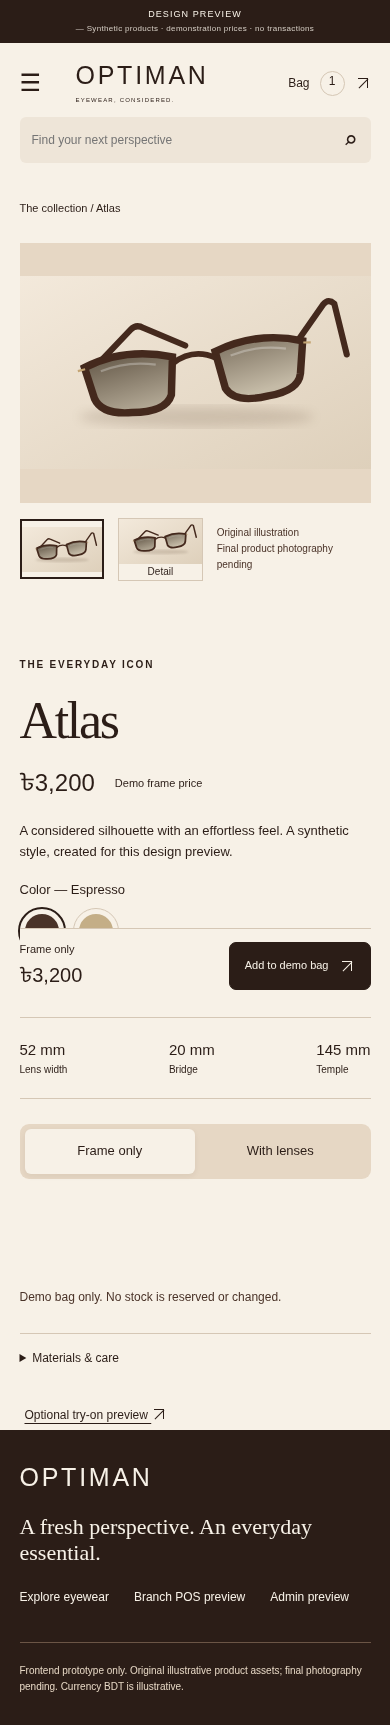 DESIGN PREVIEW
— Synthetic products · demonstration prices · no transactions
OPTIMAN
EYEWEAR, CONSIDERED.
Bag 1
Find your next perspective
The collection / Atlas
Detail
Original illustration
Final product photography
pending
THE EVERYDAY ICON
Atlas
৳3,200 Demo frame price
A considered silhouette with an effortless feel. A synthetic
style, created for this design preview.
Color — Espresso
Frame only
৳3,200
Add to demo bag
52 mm 20 mm 145 mm
Lens width Bridge Temple
Frame only With lenses
Demo bag only. No stock is reserved or changed.
Materials & care
Optional try-on preview
OPTIMAN
A fresh perspective. An everyday
essential.
Explore eyewear Branch POS preview Admin preview
Frontend prototype only. Original illustrative product assets; final photography
pending. Currency BDT is illustrative.